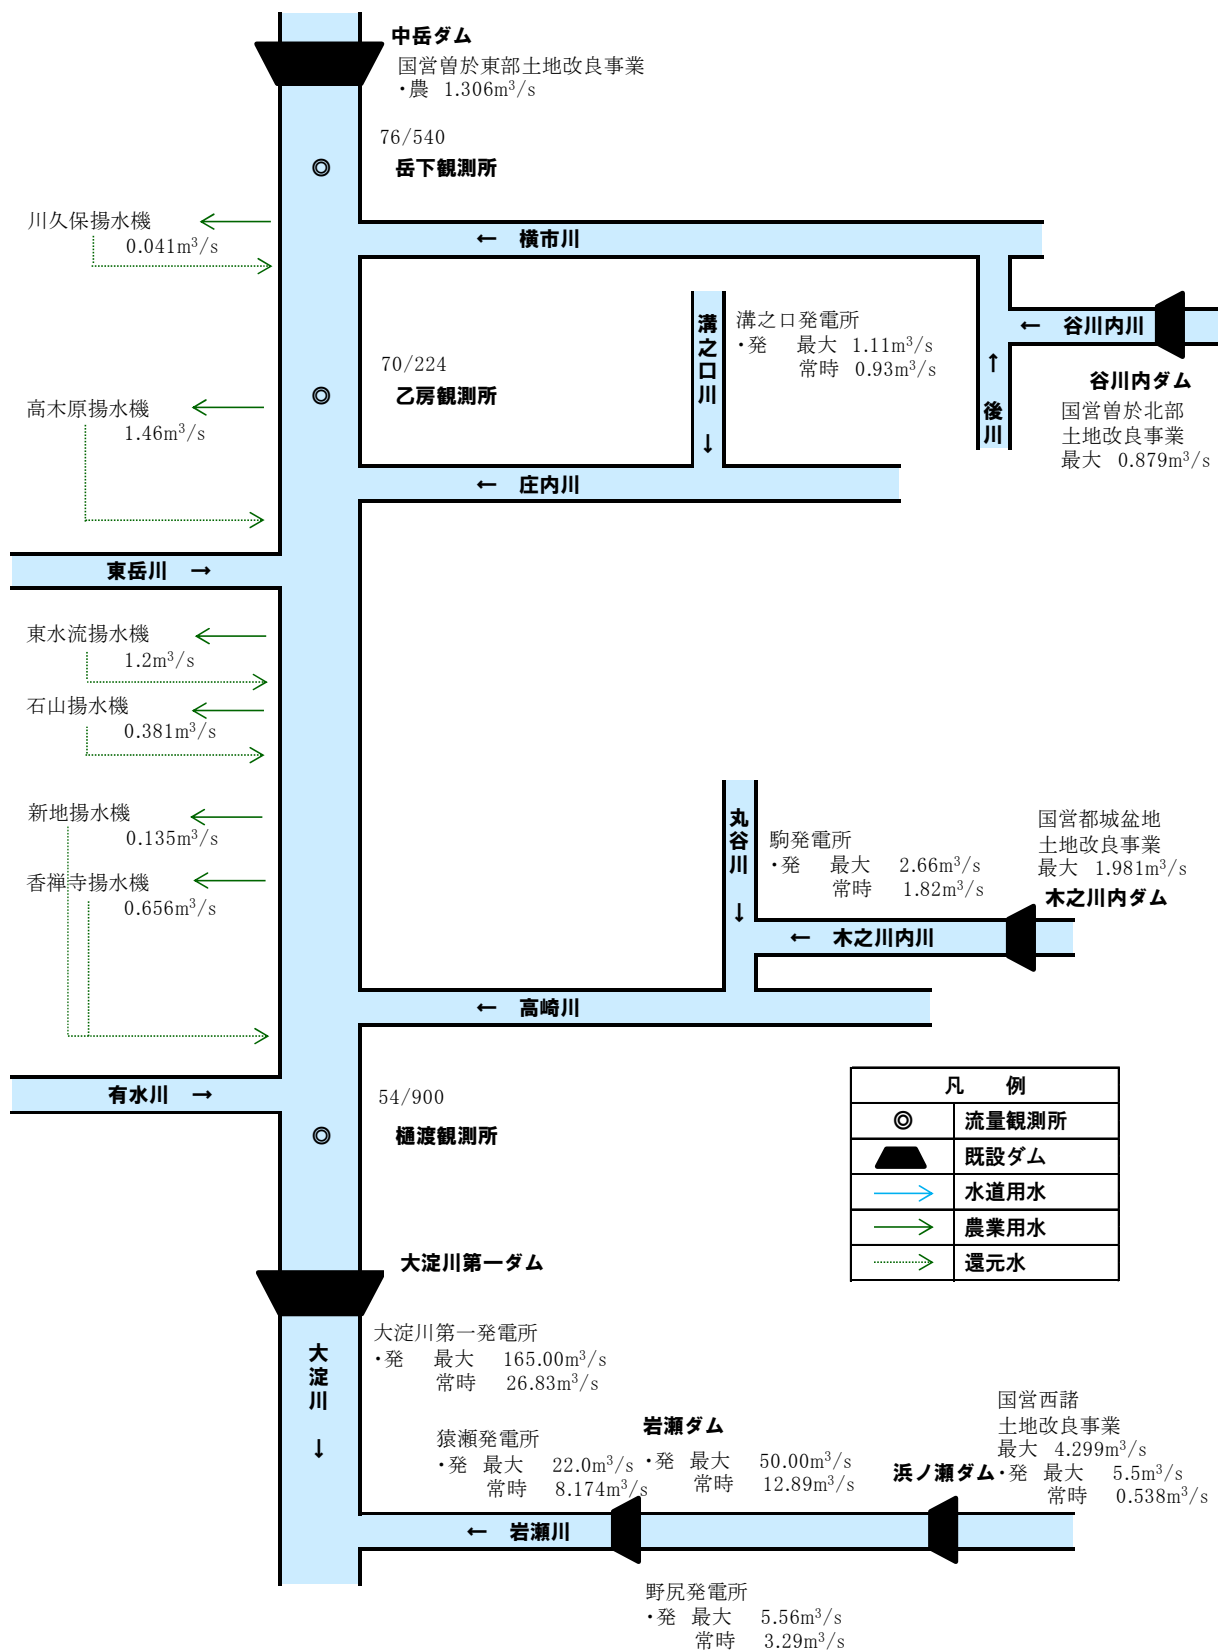 中岳ダム
国営曽於東部土地改良事業
・農 1.306m³/s
76/540
岳下観測所
川久保揚水機
0.041m³/s
← 横市川
溝之口川 ↓
溝之口発電所
・発 最大 1.11m³/s
常時 0.93m³/s
← 谷川内川
谷川内ダム
国営曽於北部
土地改良事業
最大 0.879m³/s
↑ 後川
70/224
乙房観測所
高木原揚水機
1.46m³/s
← 庄内川
東岳川 →
東水流揚水機
1.2m³/s
石山揚水機
0.381m³/s
新地揚水機
0.135m³/s
香禅寺揚水機
0.656m³/s
丸谷川 ↓
駒発電所
・発 最大 2.66m³/s
常時 1.82m³/s
国営都城盆地
土地改良事業
最大 1.981m³/s
木之川内ダム
← 木之川内川
← 高崎川
有水川 →
54/900
樋渡観測所
凡 例
◎ 流量観測所
既設ダム
水道用水
農業用水
還元水
大淀川第一ダム
大淀川 ↓
大淀川第一発電所
・発 最大 165.00m³/s
常時 26.83m³/s
猿瀬発電所
・発 最大 22.0m³/s
常時 8.174m³/s
岩瀬ダム
・発 最大 50.00m³/s
常時 12.89m³/s
国営西諸
土地改良事業
最大 4.299m³/s
浜ノ瀬ダム・発 最大 5.5m³/s
常時 0.538m³/s
← 岩瀬川
野尻発電所
・発 最大 5.56m³/s
常時 3.29m³/s